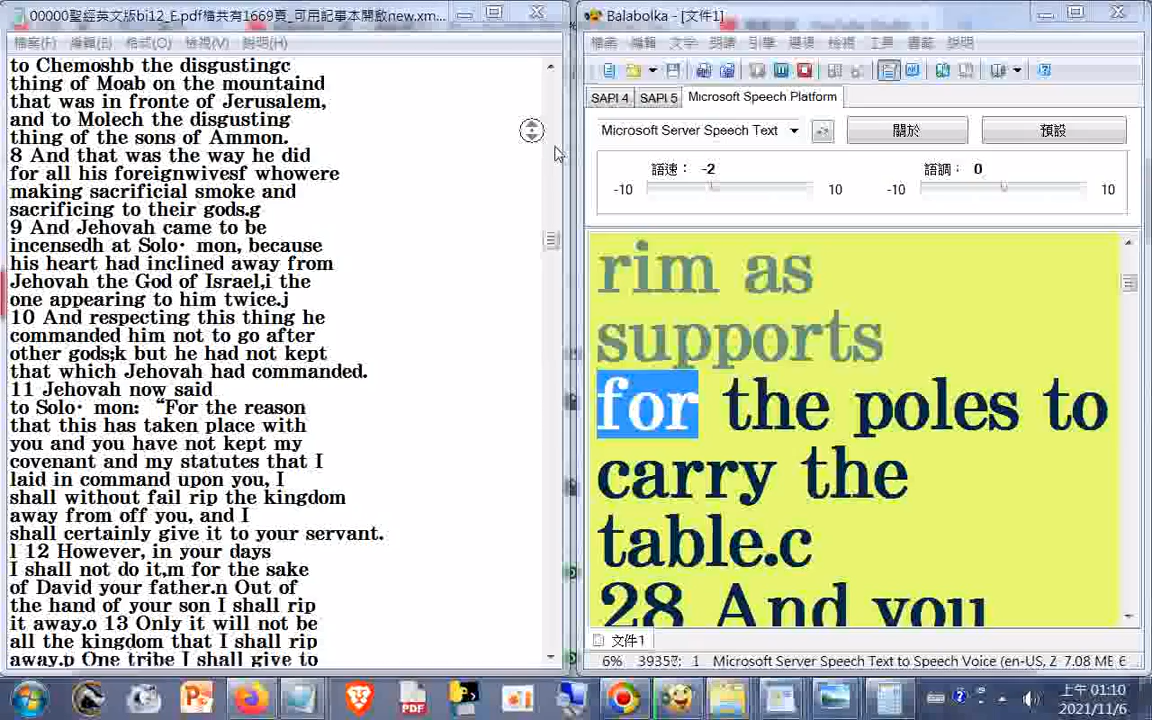 00000聖經英文版bi12_E.pdf檔共有1669頁_可用記事本開啟new.xm...
檔案(F) 編輯(E) 格式(O) 檢視(V) 說明(H)
to Chemoshb the disgustingc
thing of Moab on the mountaind
that was in fronte of Jerusalem,
and to Molech the disgusting
thing of the sons of Ammon.
8 And that was the way he did
for all his foreignwivesf whowere
making sacrificial smoke and
sacrificing to their gods.g
9 And Jehovah came to be
incensedh at Solo· mon, because
his heart had inclined away from
Jehovah the God of Israel,i the
one appearing to him twice.j
10 And respecting this thing he
commanded him not to go after
other gods;k but he had not kept
that which Jehovah had commanded.
11 Jehovah now said
to Solo· mon: “For the reason
that this has taken place with
you and you have not kept my
covenant and my statutes that I
laid in command upon you, I
shall without fail rip the kingdom
away from off you, and I
shall certainly give it to your servant.
l 12 However, in your days
I shall not do it,m for the sake
of David your father.n Out of
the hand of your son I shall rip
it away.o 13 Only it will not be
all the kingdom that I shall rip
away.p One tribe I shall give to
Balabolka - [文件1]
檔案 編輯 文字 朗讀 引擎 選項 檢視 工具 書籤 說明
SAPI 4 SAPI 5 Microsoft Speech Platform
Microsoft Server Speech Text 關於 預設
語速： -2 語調： 0
-10 10 -10 10
rim as
supports
for the poles to
carry the
table.c
28 And you
文件1
6% 39357: 1 Microsoft Server Speech Text to Speech Voice (en-US, Z 7.08 MB
PDF
上午 01:10
2021/11/6